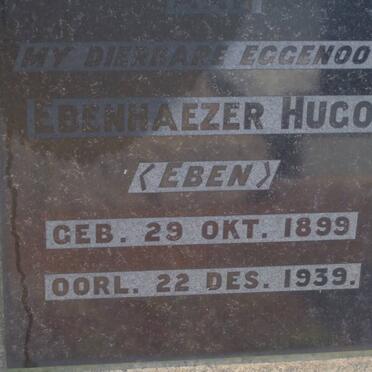 MY DIERBARE EGGENOO
EBENHAEZER HUGO
(EBEN)
GEB. 29 OKT. 1899
OORL. 22 DES. 1939.